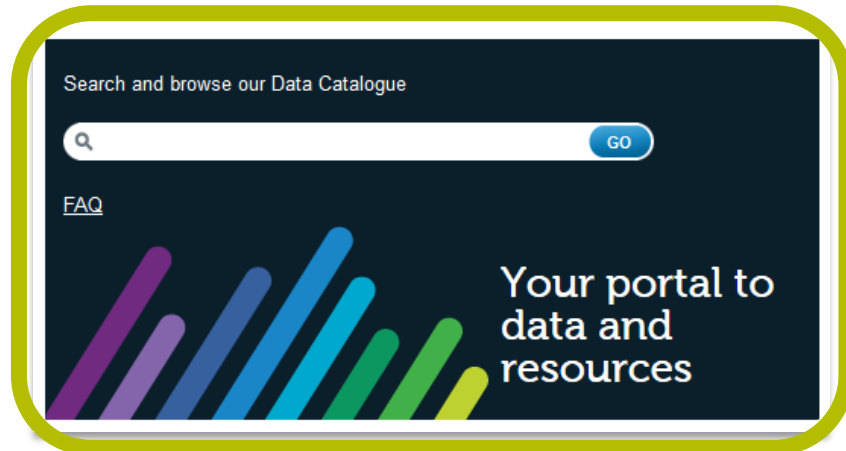 Search and browse our Data Catalogue
GO
FAQ
Your portal to
data and
resources